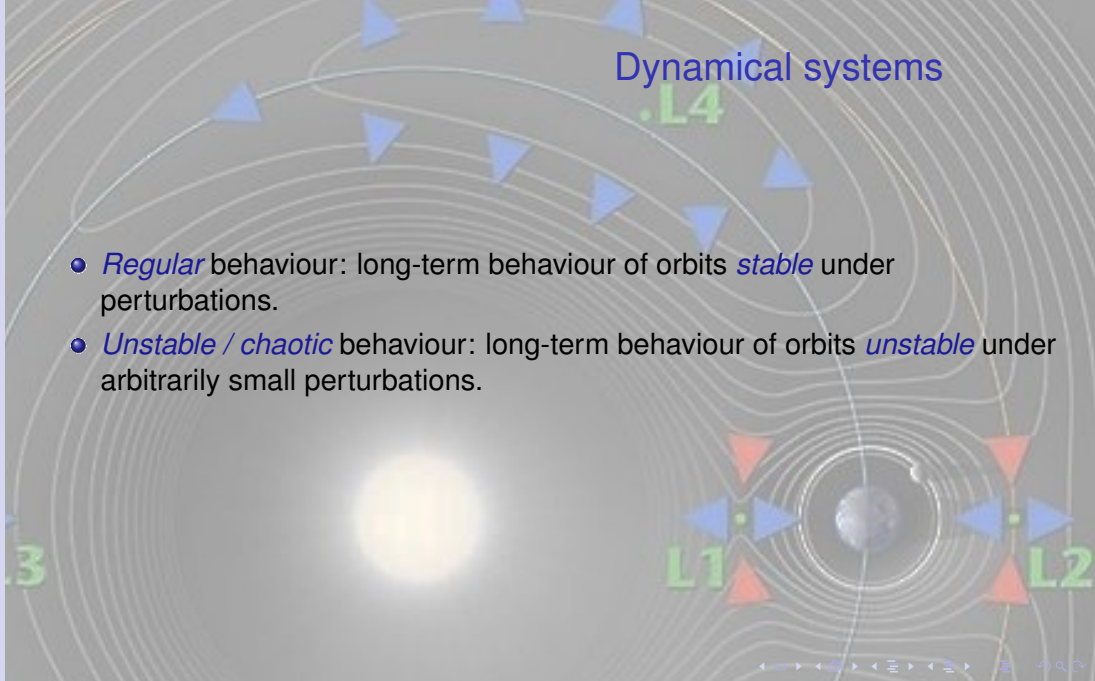 Dynamical systems
L4
Regular behaviour: long-term behaviour of orbits stable under
perturbations.
Unstable / chaotic behaviour: long-term behaviour of orbits unstable under
arbitrarily small perturbations.
3
L1
L2